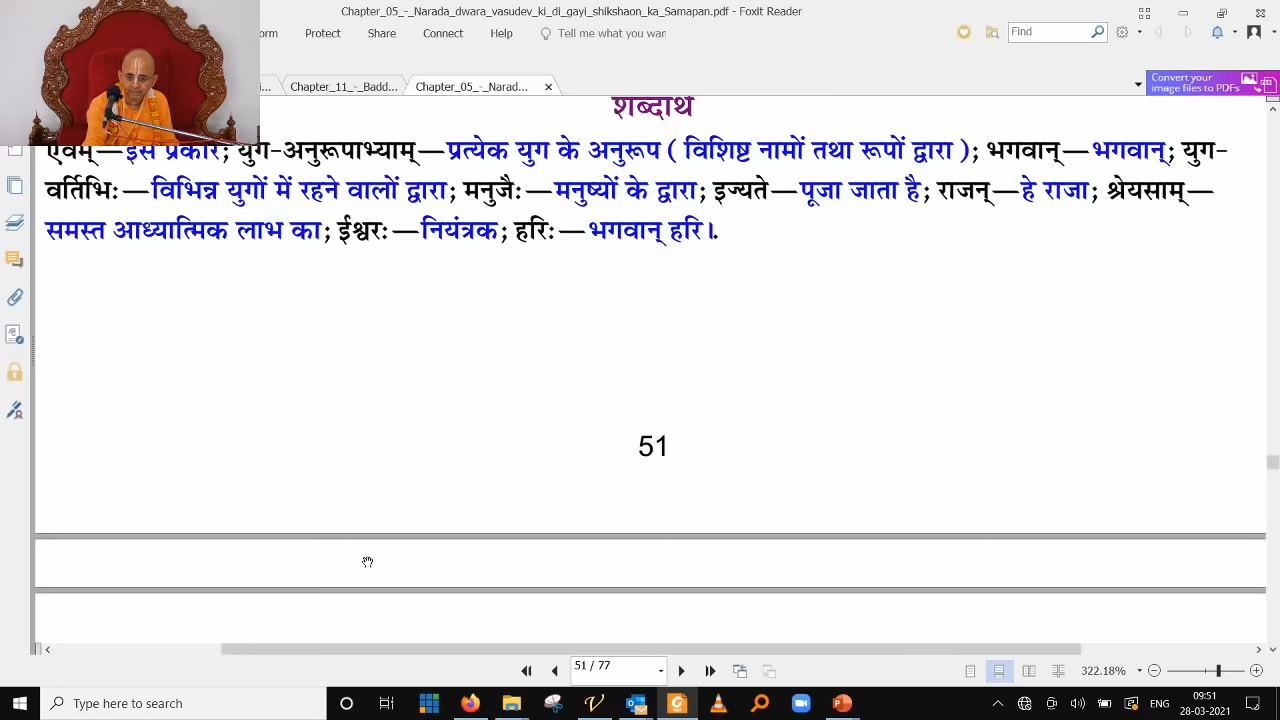 Chapter_05_-_Narada_dwara_vasudev_ki_di_gayi_shikshaon_ka_Samapan.pdf - Foxit Reader
orm Protect Share Connect Help Tell me what you wan
Find
... Chapter_11_-_Badd... Chapter_05_-_Narad...
Convert your
image files to PDFs
शब्दार्थ
एवम्—इस प्रकार; युग-अनुरूपाभ्याम्—प्रत्येक युग के अनुरूप ( विशिष्ट नामों तथा रूपों द्वारा ); भगवान्—भगवान्; युग-
वर्तिभिः—विभिन्न युगों में रहने वालों द्वारा; मनुजैः—मनुष्यों के द्वारा; इज्यते—पूजा जाता है; राजन्—हे राजा; श्रेयसाम्—
समस्त आध्यात्मिक लाभ का; ईश्वरः—नियंत्रक; हरिः—भगवान् हरि।.
51
51 / 77
322.18%
Type here to search
09:51
28-03-2021